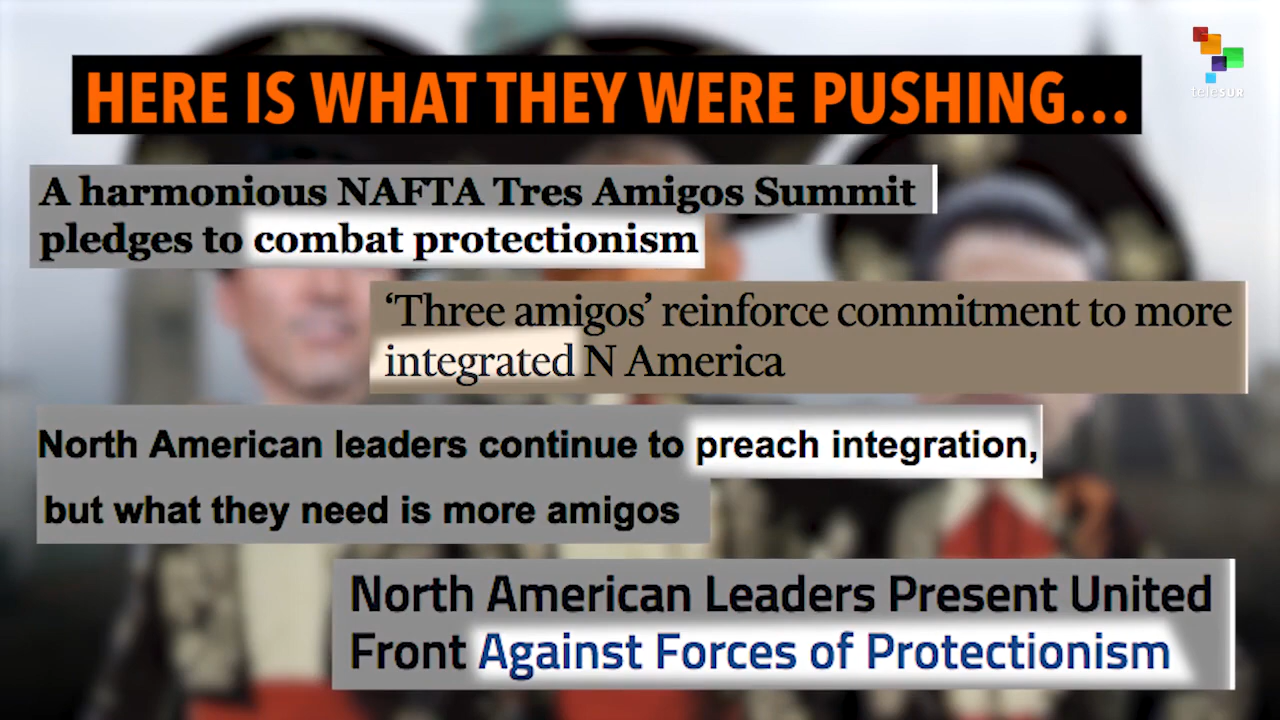 HERE IS WHAT THEY WERE PUSHING...
teleSUR
A harmonious NAFTA Tres Amigos Summit
pledges to combat protectionism
‘Three amigos’ reinforce commitment to more
integrated N America
North American leaders continue to preach integration,
but what they need is more amigos
North American Leaders Present United
Front Against Forces of Protectionism